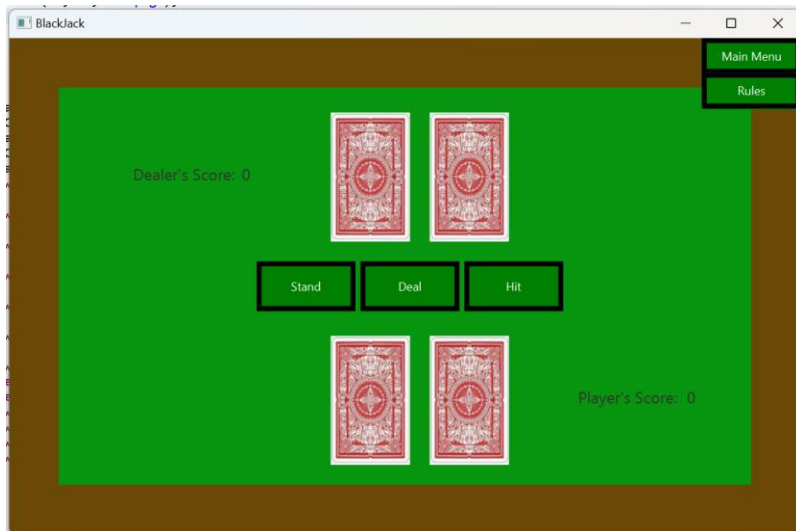 BlackJack
Main Menu
Rules
Dealer's Score: 0
Stand Deal Hit
Player's Score: 0